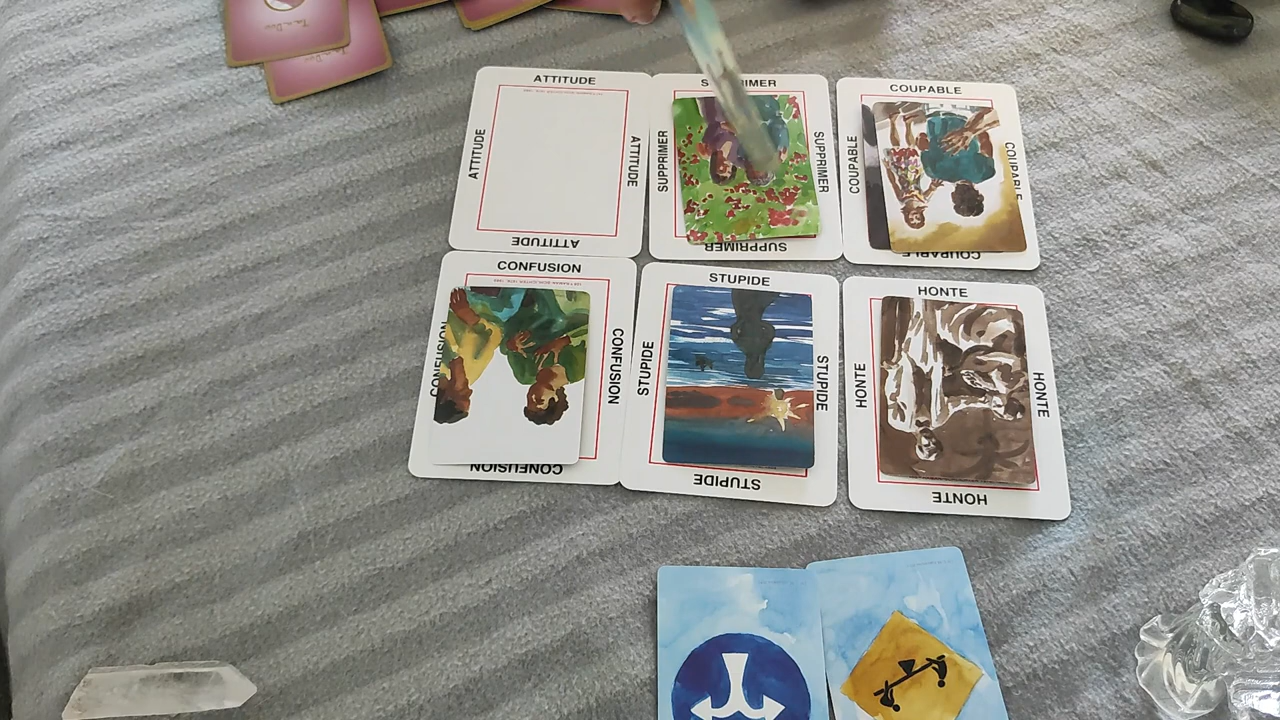 ATTITUDE
ATTITUDE
ATTITUDE
ATTITUDE
SUPPRIMER
SUPPRIMER
SUPPRIMER
COUPABLE
COUPABLE
COUPABLE
COUPABLE
CONFUSION
CONFUSION
CONFUSION
CONFUSION
STUPIDE
STUPIDE
STUPIDE
STUPIDE
HONTE
HONTE
HONTE
HONTE